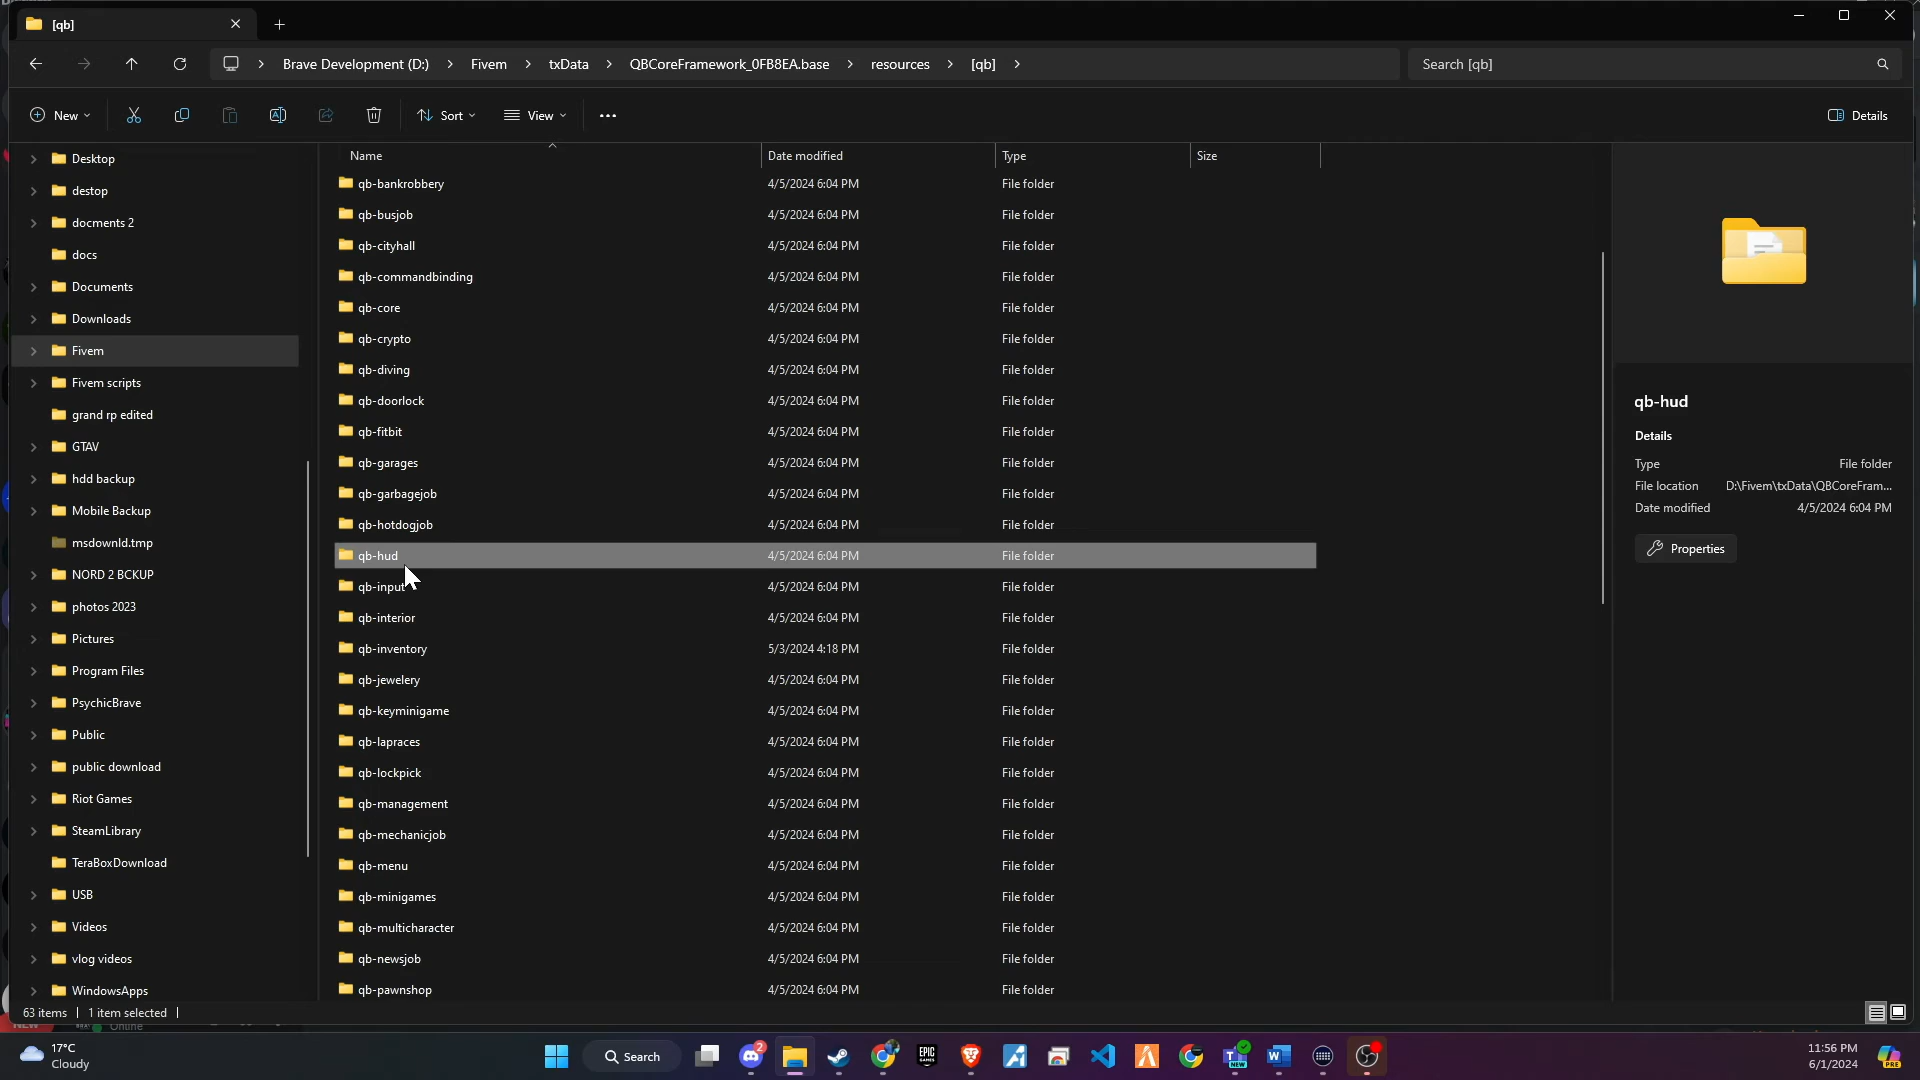 [qb]
Brave Development (D:) > Fivem > txData > QBCoreFramework_0FB8EA.base > resources > [qb] >
Search [qb]
New
Sort
View
Details
Name
Date modified
Type
Size
Desktop
destop
docments 2
docs
Documents
Downloads
Fivem
Fivem scripts
grand rp edited
GTAV
hdd backup
Mobile Backup
msdownld.tmp
NORD 2 BCKUP
photos 2023
Pictures
Program Files
PsychicBrave
Public
public download
Riot Games
SteamLibrary
TeraBoxDownload
USB
Videos
vlog videos
WindowsApps
qb-bankrobbery 4/5/2024 6:04 PM File folder
qb-busjob 4/5/2024 6:04 PM File folder
qb-cityhall 4/5/2024 6:04 PM File folder
qb-commandbinding 4/5/2024 6:04 PM File folder
qb-core 4/5/2024 6:04 PM File folder
qb-crypto 4/5/2024 6:04 PM File folder
qb-diving 4/5/2024 6:04 PM File folder
qb-doorlock 4/5/2024 6:04 PM File folder
qb-fitbit 4/5/2024 6:04 PM File folder
qb-garages 4/5/2024 6:04 PM File folder
qb-garbagejob 4/5/2024 6:04 PM File folder
qb-hotdogjob 4/5/2024 6:04 PM File folder
qb-hud 4/5/2024 6:04 PM File folder
qb-input 4/5/2024 6:04 PM File folder
qb-interior 4/5/2024 6:04 PM File folder
qb-inventory 5/3/2024 4:18 PM File folder
qb-jewelery 4/5/2024 6:04 PM File folder
qb-keyminigame 4/5/2024 6:04 PM File folder
qb-lapraces 4/5/2024 6:04 PM File folder
qb-lockpick 4/5/2024 6:04 PM File folder
qb-management 4/5/2024 6:04 PM File folder
qb-mechanicjob 4/5/2024 6:04 PM File folder
qb-menu 4/5/2024 6:04 PM File folder
qb-minigames 4/5/2024 6:04 PM File folder
qb-multicharacter 4/5/2024 6:04 PM File folder
qb-newsjob 4/5/2024 6:04 PM File folder
qb-pawnshop 4/5/2024 6:04 PM File folder
qb-hud
Details
Type File folder
File location D:\Fivem\txData\QBCoreFram...
Date modified 4/5/2024 6:04 PM
Properties
63 items
1 item selected
NEW
Online
17°C
Cloudy
Search
2
EPIC GAMES
NEW
11:56 PM
6/1/2024
PRE